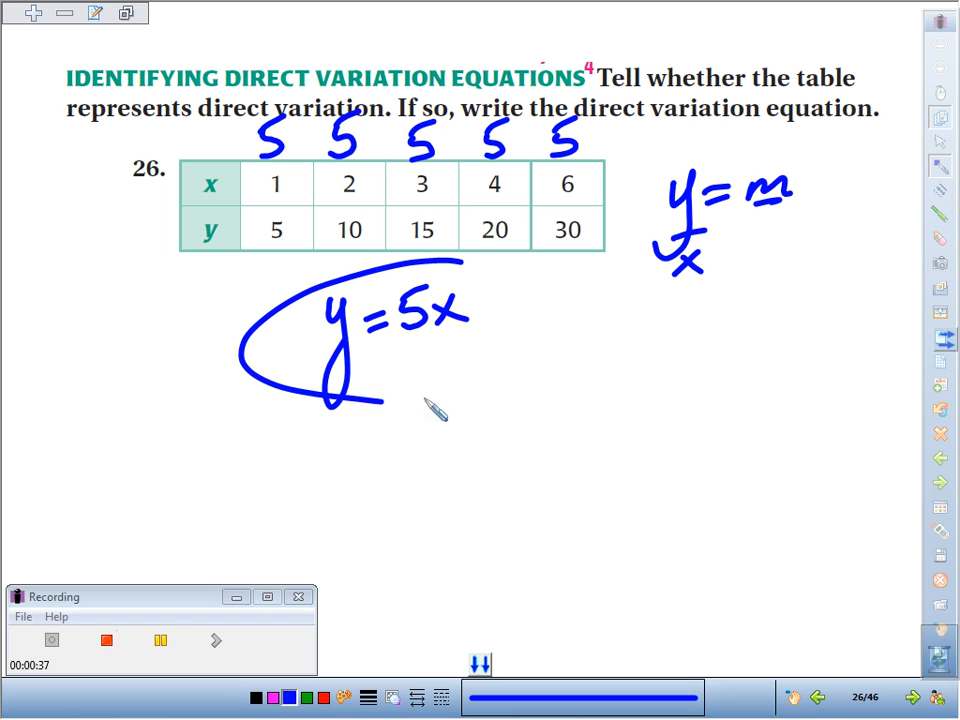 IDENTIFYING DIRECT VARIATION EQUATIONS 4 Tell whether the table
represents direct variation. If so, write the direct variation equation.
5 5 5 5 5
26.
x 1 2 3 4 6
y 5 10 15 20 30
y = m
x
y = 5x
Recording
File Help
00:00:37
26/46